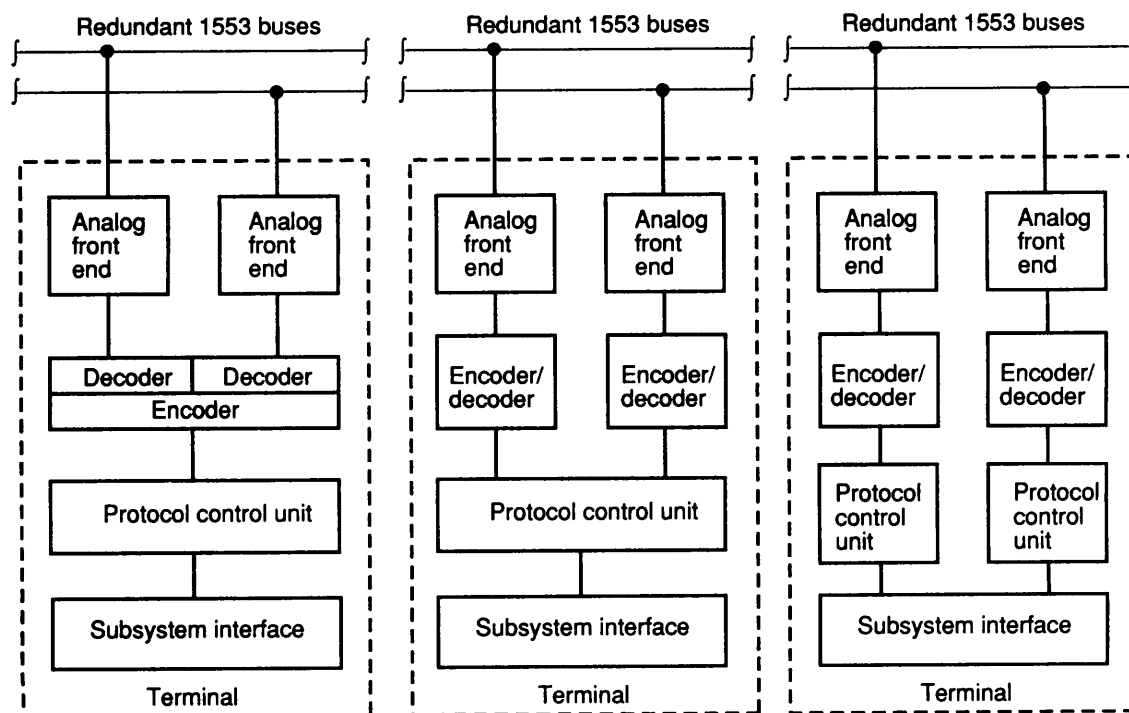 Redundant 1553 buses
Analog
front
end
Analog
front
end
Decoder
Decoder
Encoder
Protocol control unit
Subsystem interface
Terminal
Redundant 1553 buses
Analog
front
end
Analog
front
end
Encoder/
decoder
Encoder/
decoder
Protocol control unit
Subsystem interface
Terminal
Redundant 1553 buses
Analog
front
end
Analog
front
end
Encoder/
decoder
Encoder/
decoder
Protocol
control
unit
Protocol
control
unit
Subsystem interface
Terminal